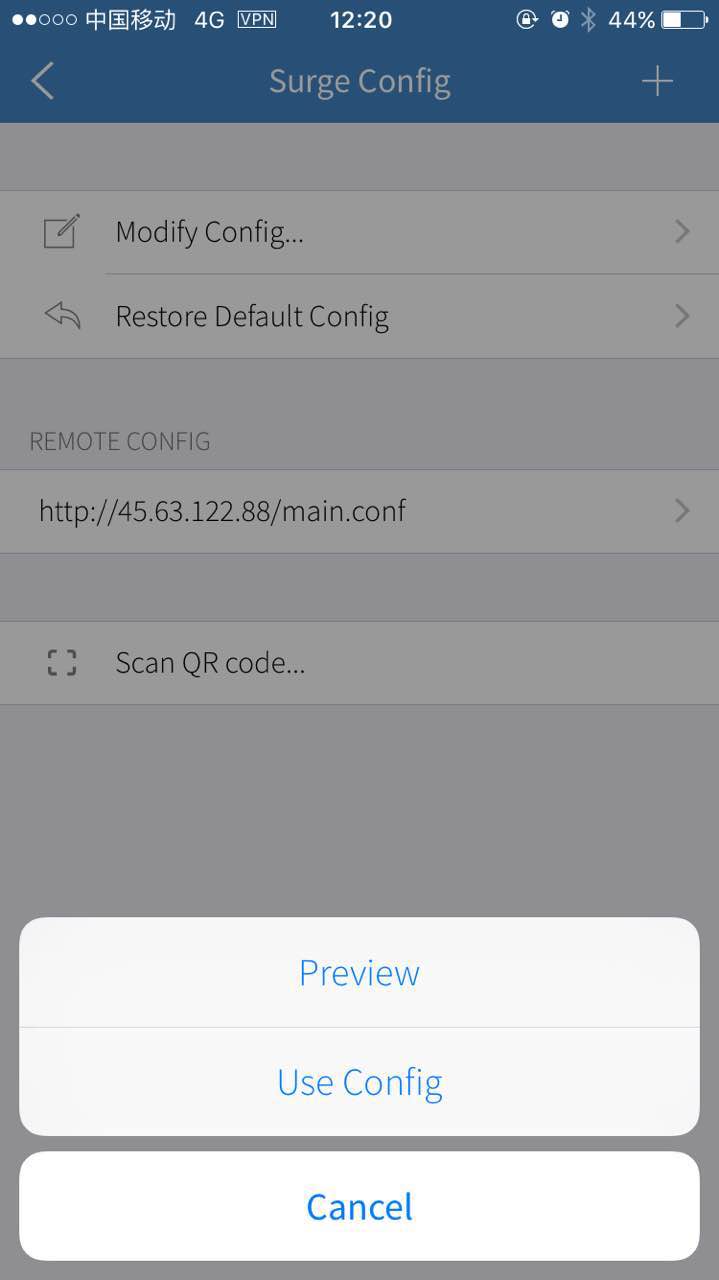 中国移动 4G VPN 12:20 44%
Surge Config
Modify Config...
Restore Default Config
REMOTE CONFIG
http://45.63.122.88/main.conf
Scan QR code...
Preview
Use Config
Cancel